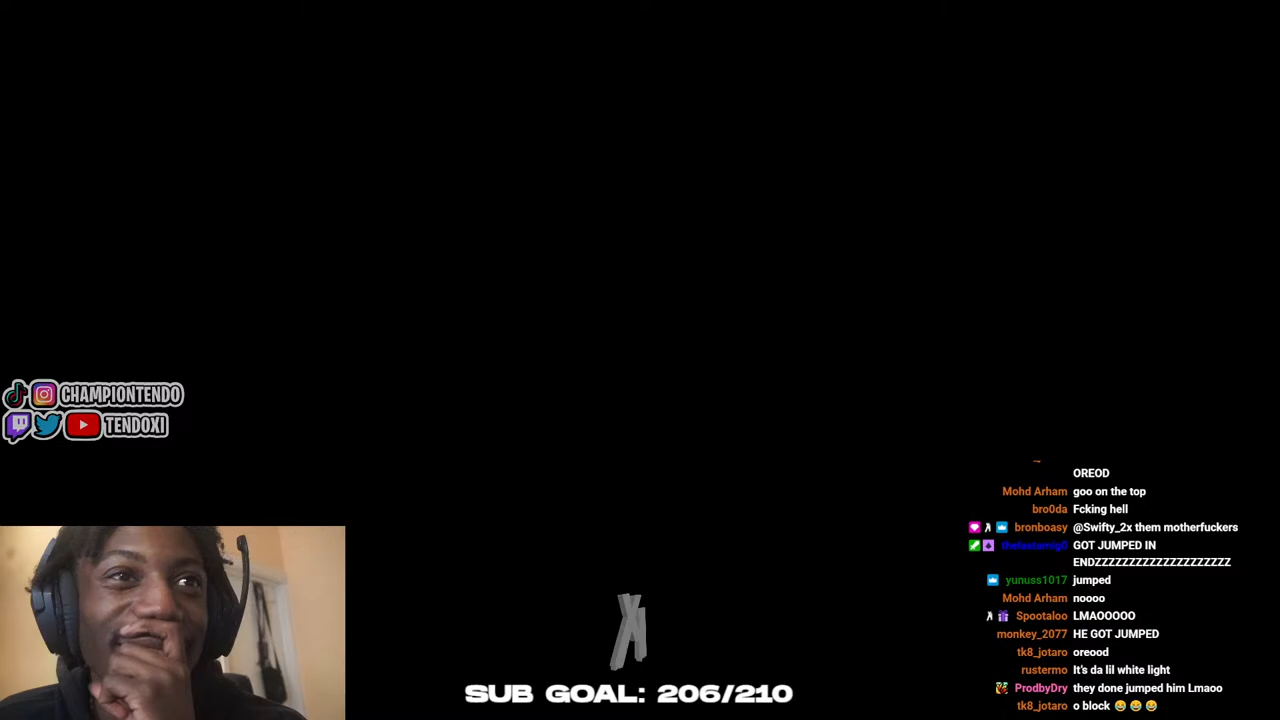 CHAMPIONTENDO
TENDOXI
OREOD
Mohd Arham goo on the top
bro0da Fcking hell
bronboasy @Swifty_2x them motherfuckers
GOT JUMPED IN
ENDZZZZZZZZZZZZZZZZZZZZ
yunuss1017 jumped
Mohd Arham noooo
Spootaloo LMAOOOOO
monkey_2077 HE GOT JUMPED
tk8_jotaro oreood
rustermo It's da lil white light
ProdbyDry they done jumped him Lmaoo
tk8_jotaro o block 😂 😂 😂
SUB GOAL: 206/210